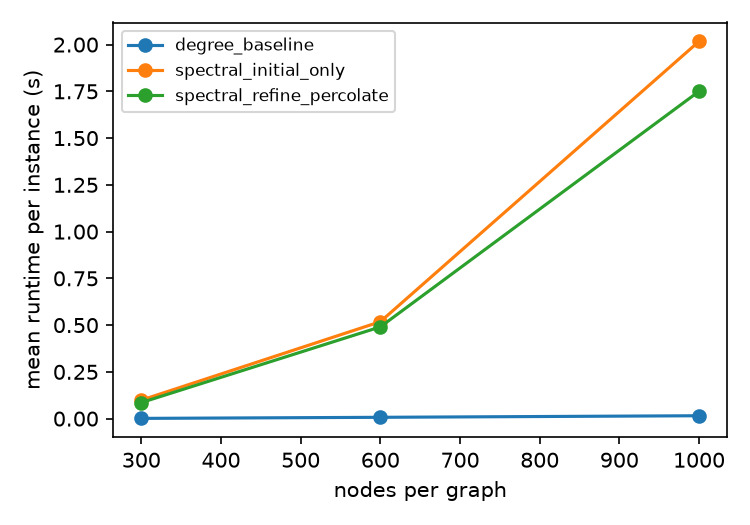 degree_baseline
spectral_initial_only
spectral_refine_percolate
mean runtime per instance (s)
2.00
1.75
1.50
1.25
1.00
0.75
0.50
0.25
0.00
300 400 500 600 700 800 900 1000
nodes per graph